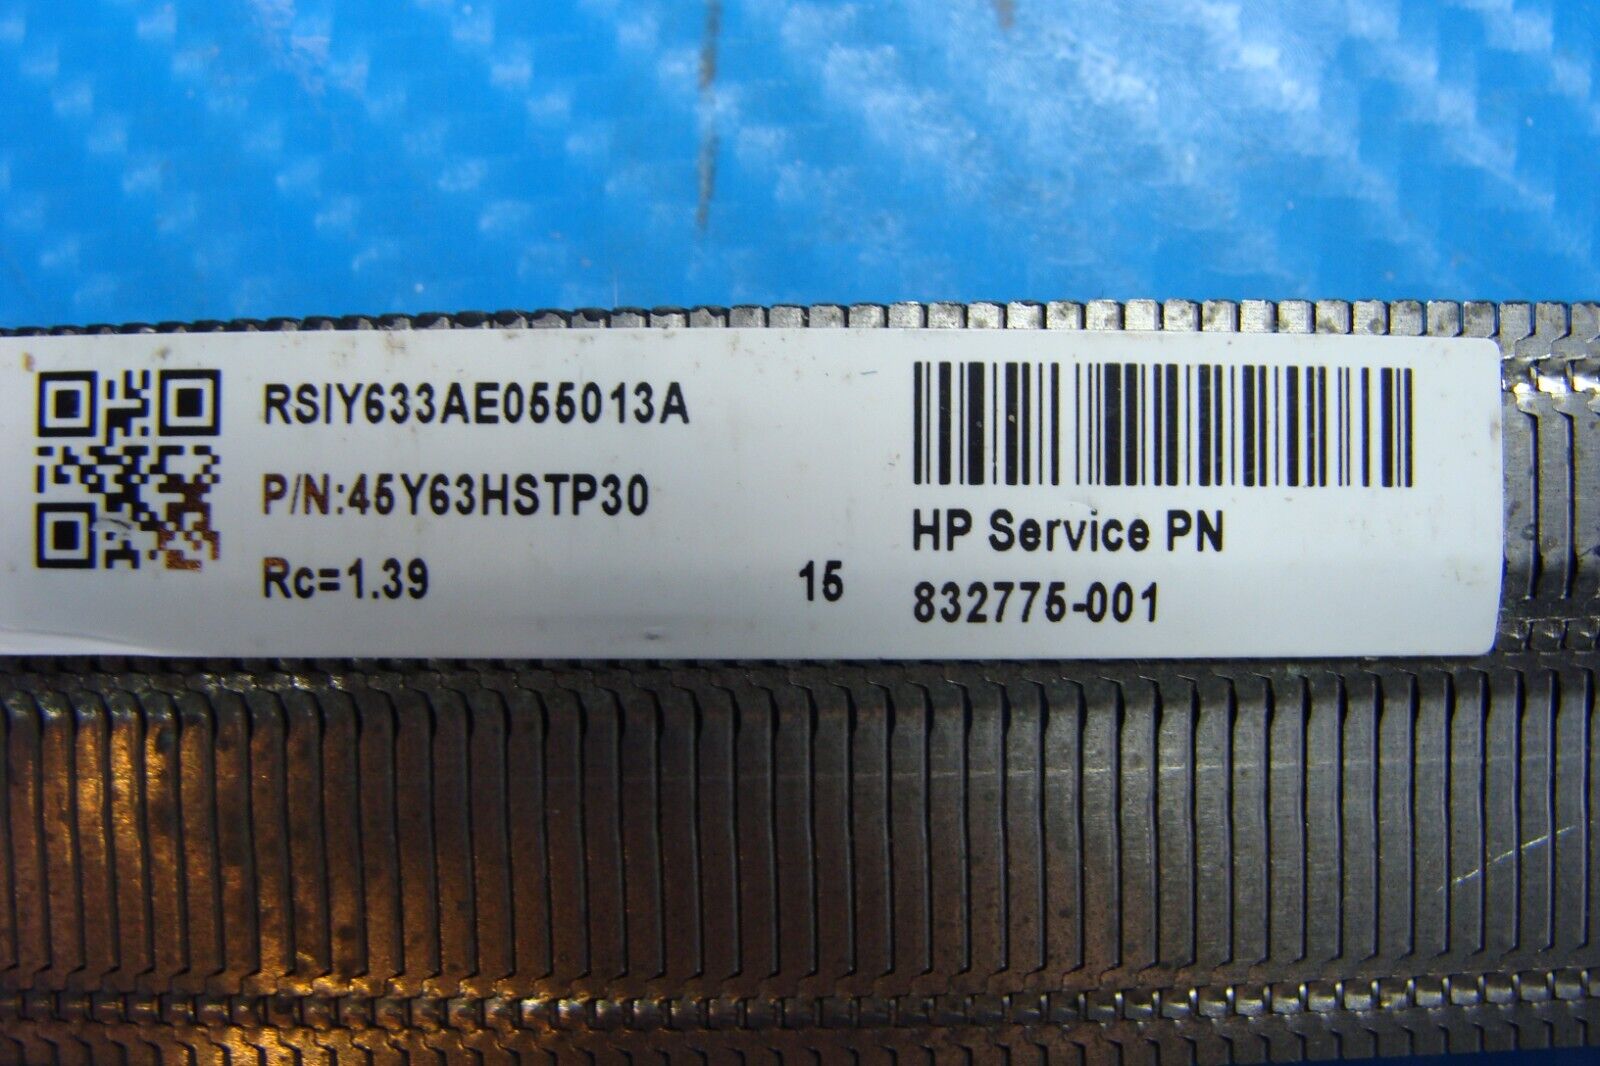 RSIY633AE055013A
P/N:45Y63HSTP30
Rc=1.39
15
HP Service PN
832775-001